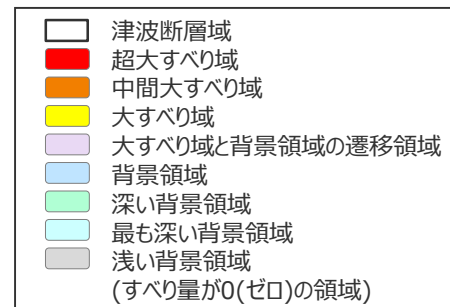 津波断層域
超大すべり域
中間大すべり域
大すべり域
大すべり域と背景領域の遷移領域
背景領域
深い背景領域
最も深い背景領域
浅い背景領域
(すべり量が0(ゼロ)の領域)